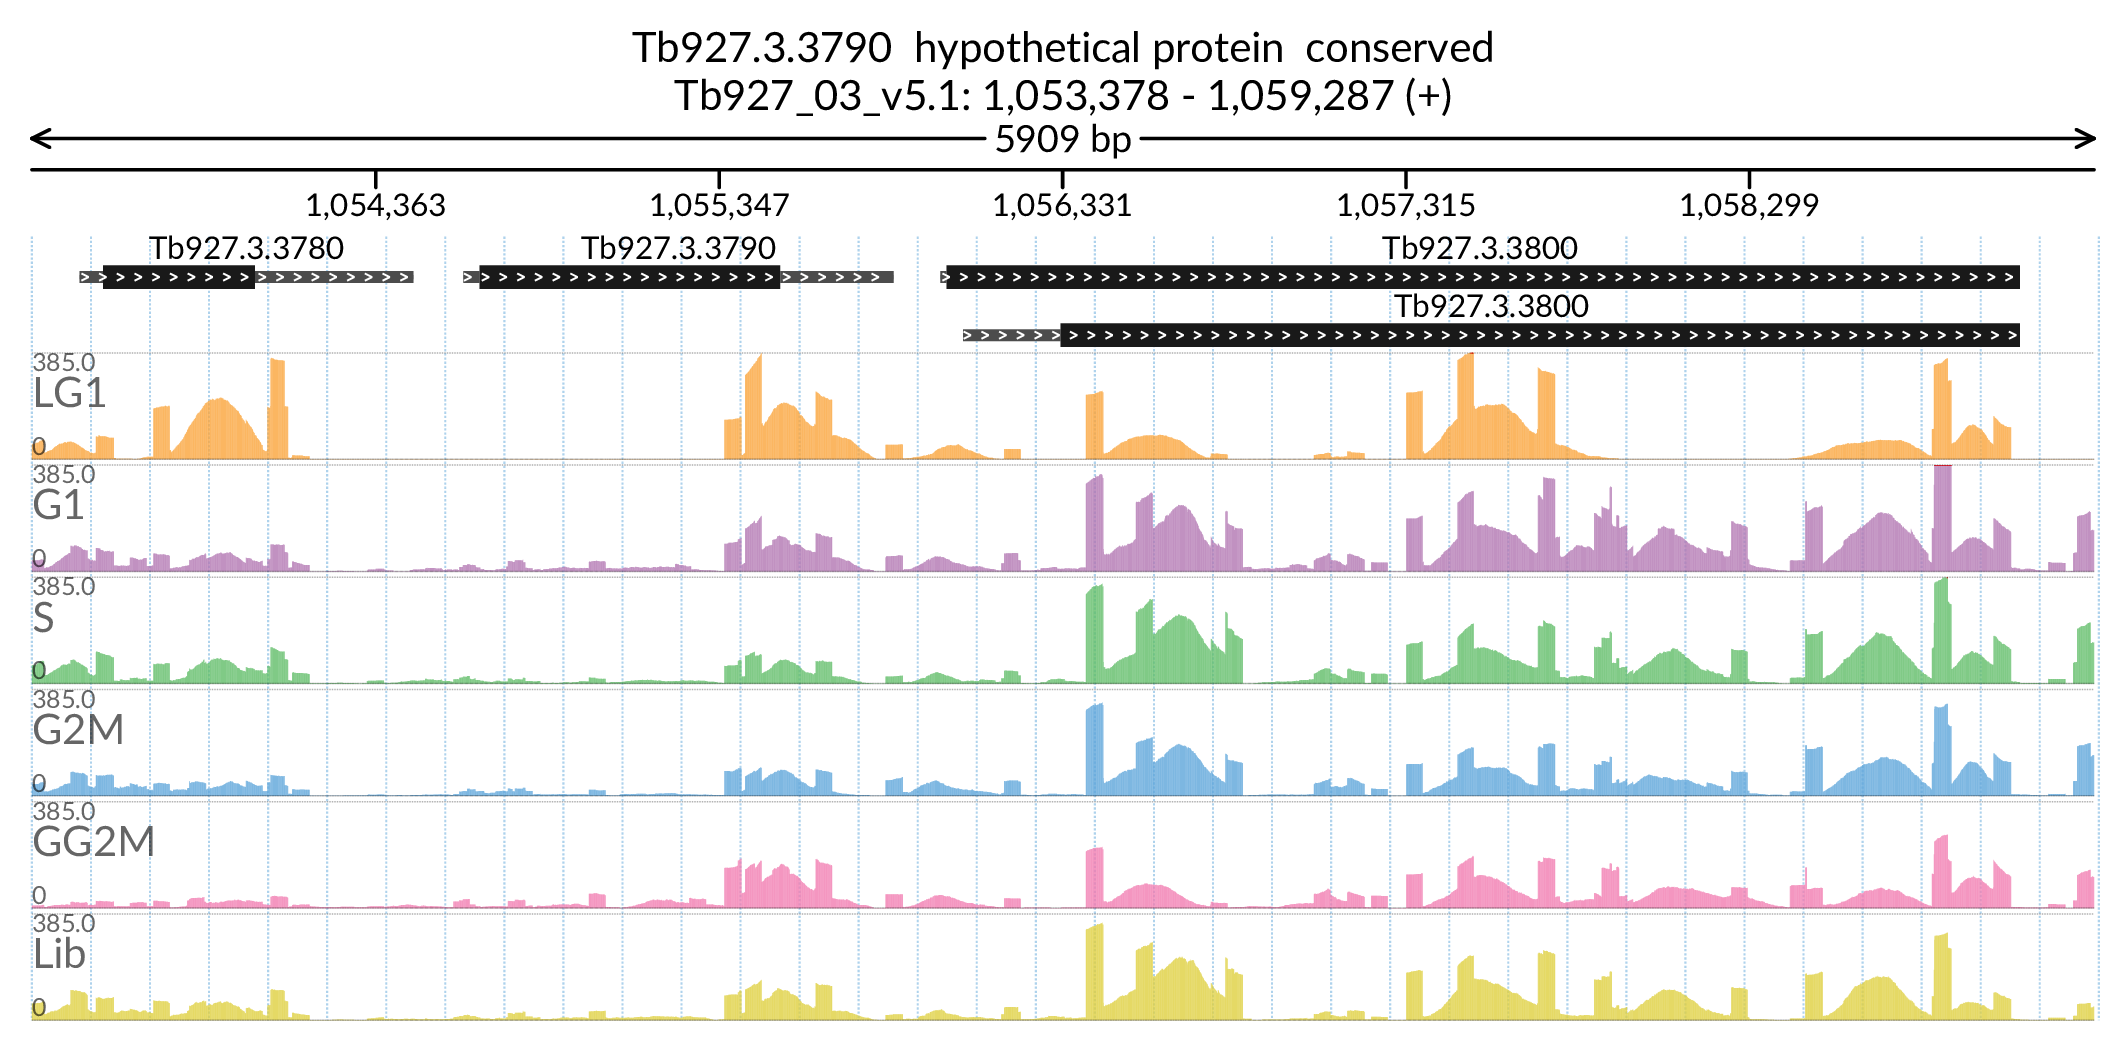 Tb927.3.3790 hypothetical protein conserved
Tb927_03_v5.1: 1,053,378 - 1,059,287 (+)
5909 bp
1,054,363 1,055,347 1,056,331 1,057,315 1,058,299
Tb927.3.3780 Tb927.3.3790 Tb927.3.3800
Tb927.3.3800
385.0
LG1
0
385.0
G1
0
385.0
S
0
385.0
G2M
0
385.0
GG2M
0
385.0
Lib
0